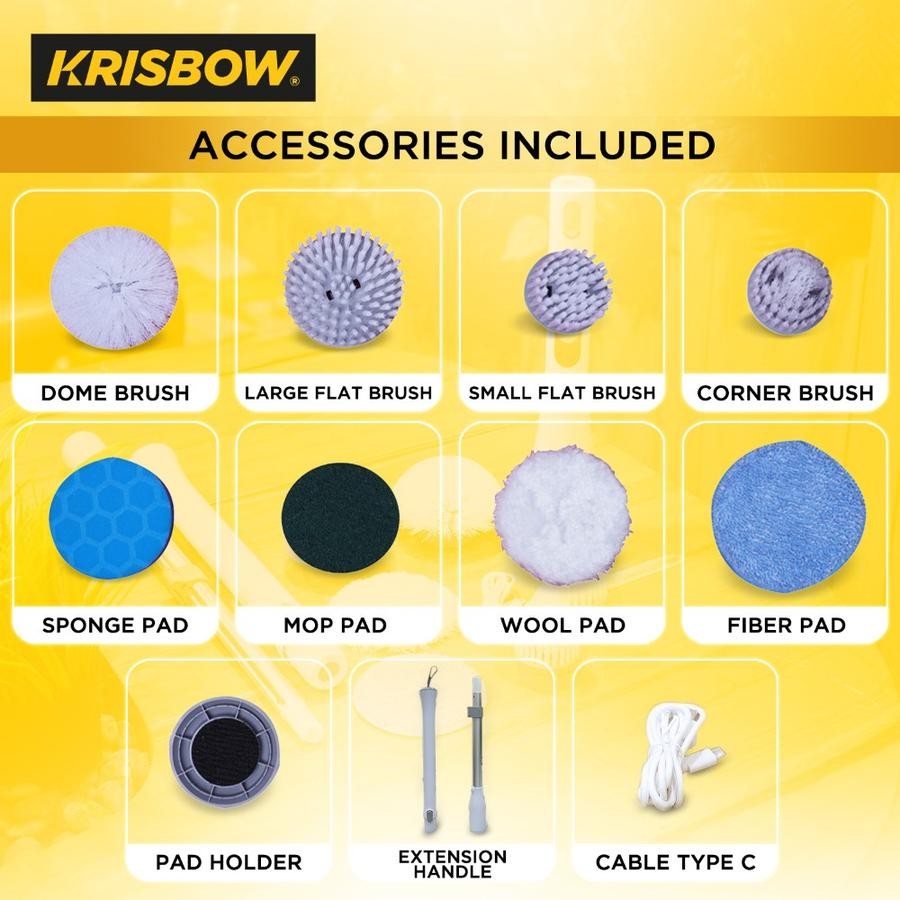 KRISBOW®
ACCESSORIES INCLUDED
DOME BRUSH
LARGE FLAT BRUSH
SMALL FLAT BRUSH
CORNER BRUSH
SPONGE PAD
MOP PAD
WOOL PAD
FIBER PAD
PAD HOLDER
EXTENSION
HANDLE
CABLE TYPE C